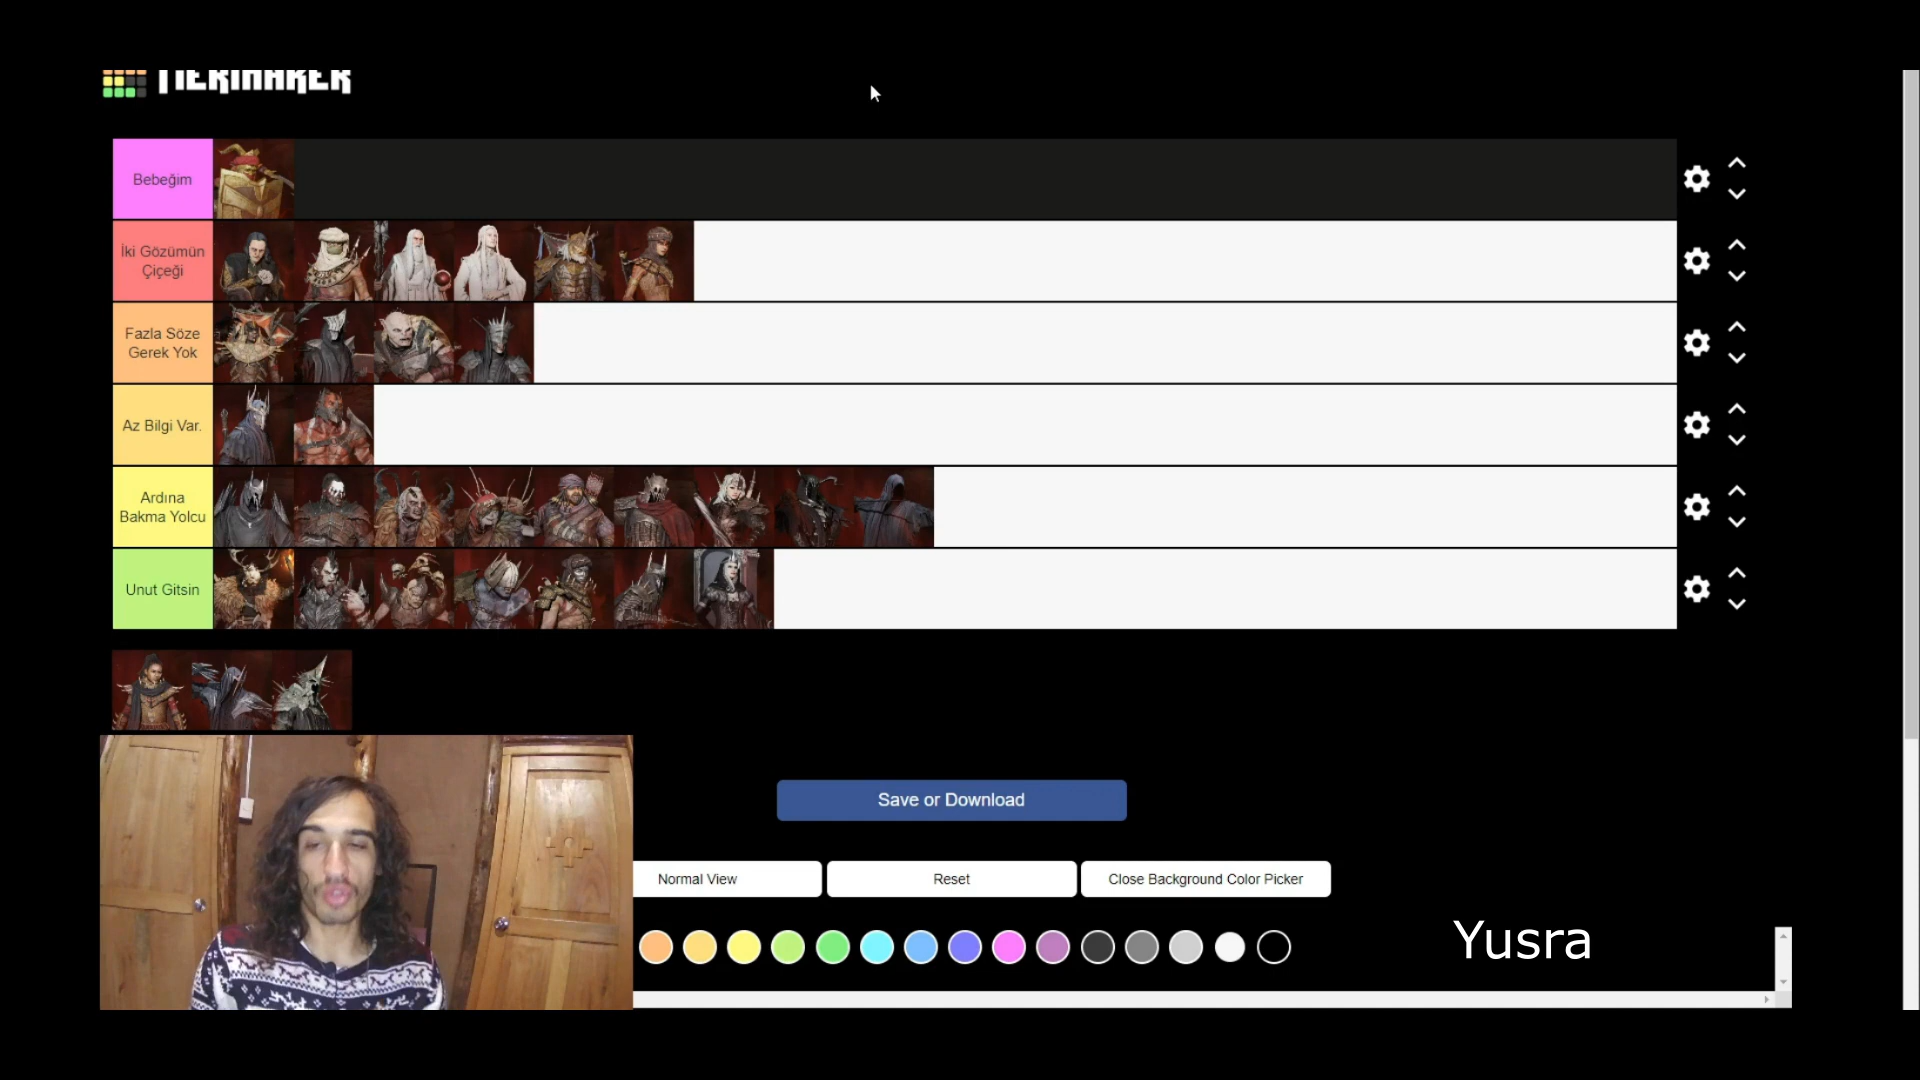 TIERMAKER
Bebeğim
İki Gözümün
Çiçeği
Fazla Söze
Gerek Yok
Az Bilgi Var.
Ardına
Bakma Yolcu
Unut Gitsin
Save or Download
Normal View
Reset
Close Background Color Picker
Yusra